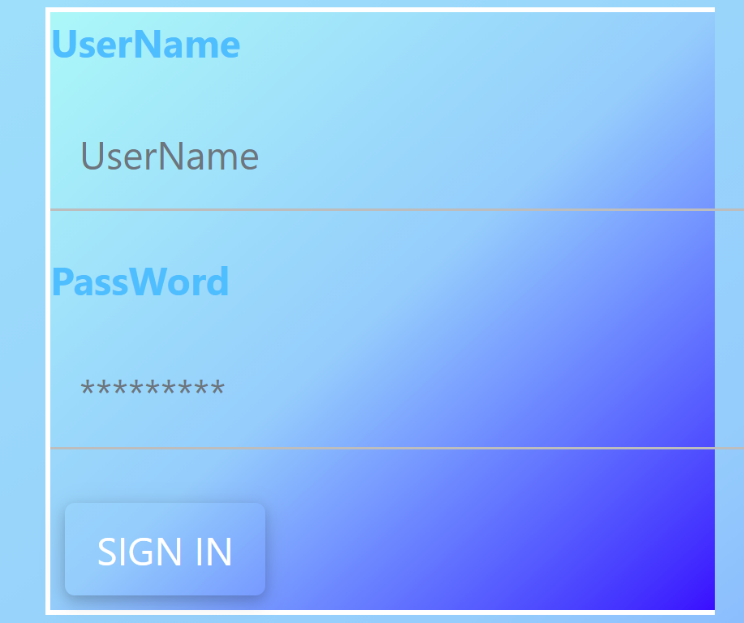 UserName
UserName
PassWord
*********
SIGN IN